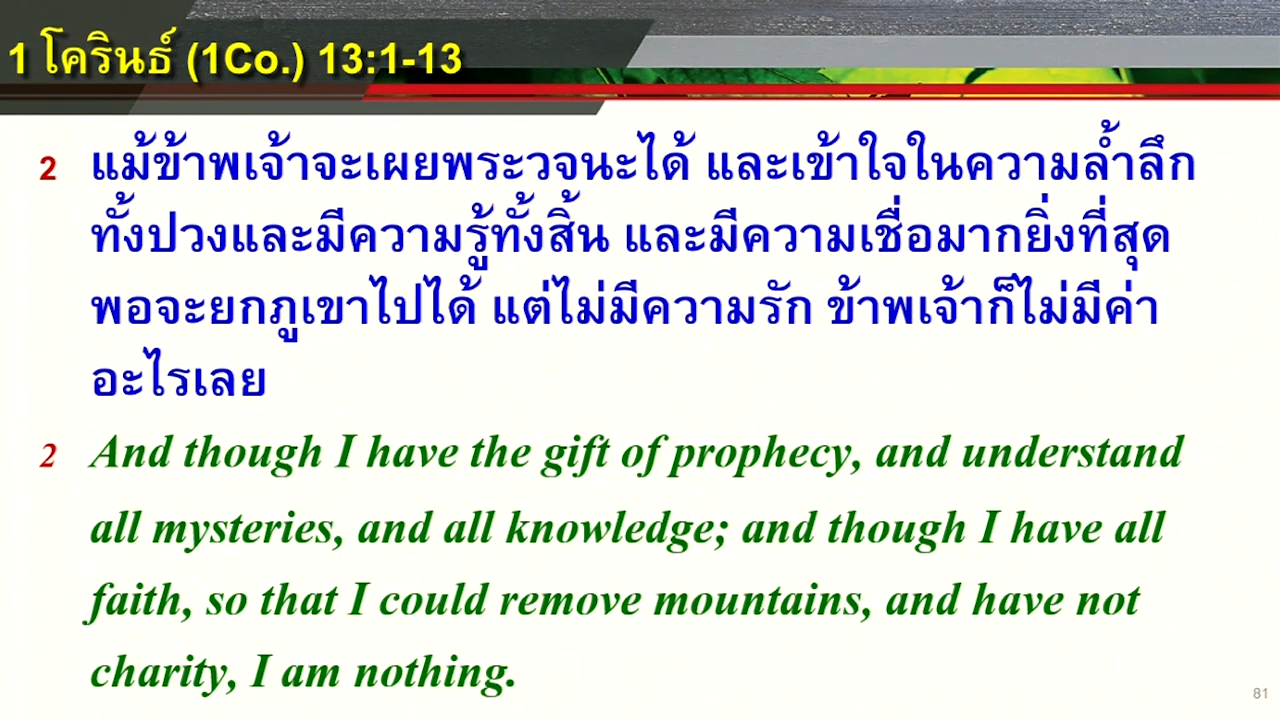 1 โครินธ์ (1Co.) 13:1-13
2 แม้ข้าพเจ้าจะเผยพระวจนะได้ และเข้าใจในความล้ำลึก
ทั้งปวงและมีความรู้ทั้งสิ้น และมีความเชื่อมากยิ่งที่สุด
พอจะยกภูเขาไปได้ แต่ไม่มีความรัก ข้าพเจ้าก็ไม่มีค่า
อะไรเลย
2 And though I have the gift of prophecy, and understand
all mysteries, and all knowledge; and though I have all
faith, so that I could remove mountains, and have not
charity, I am nothing.
81